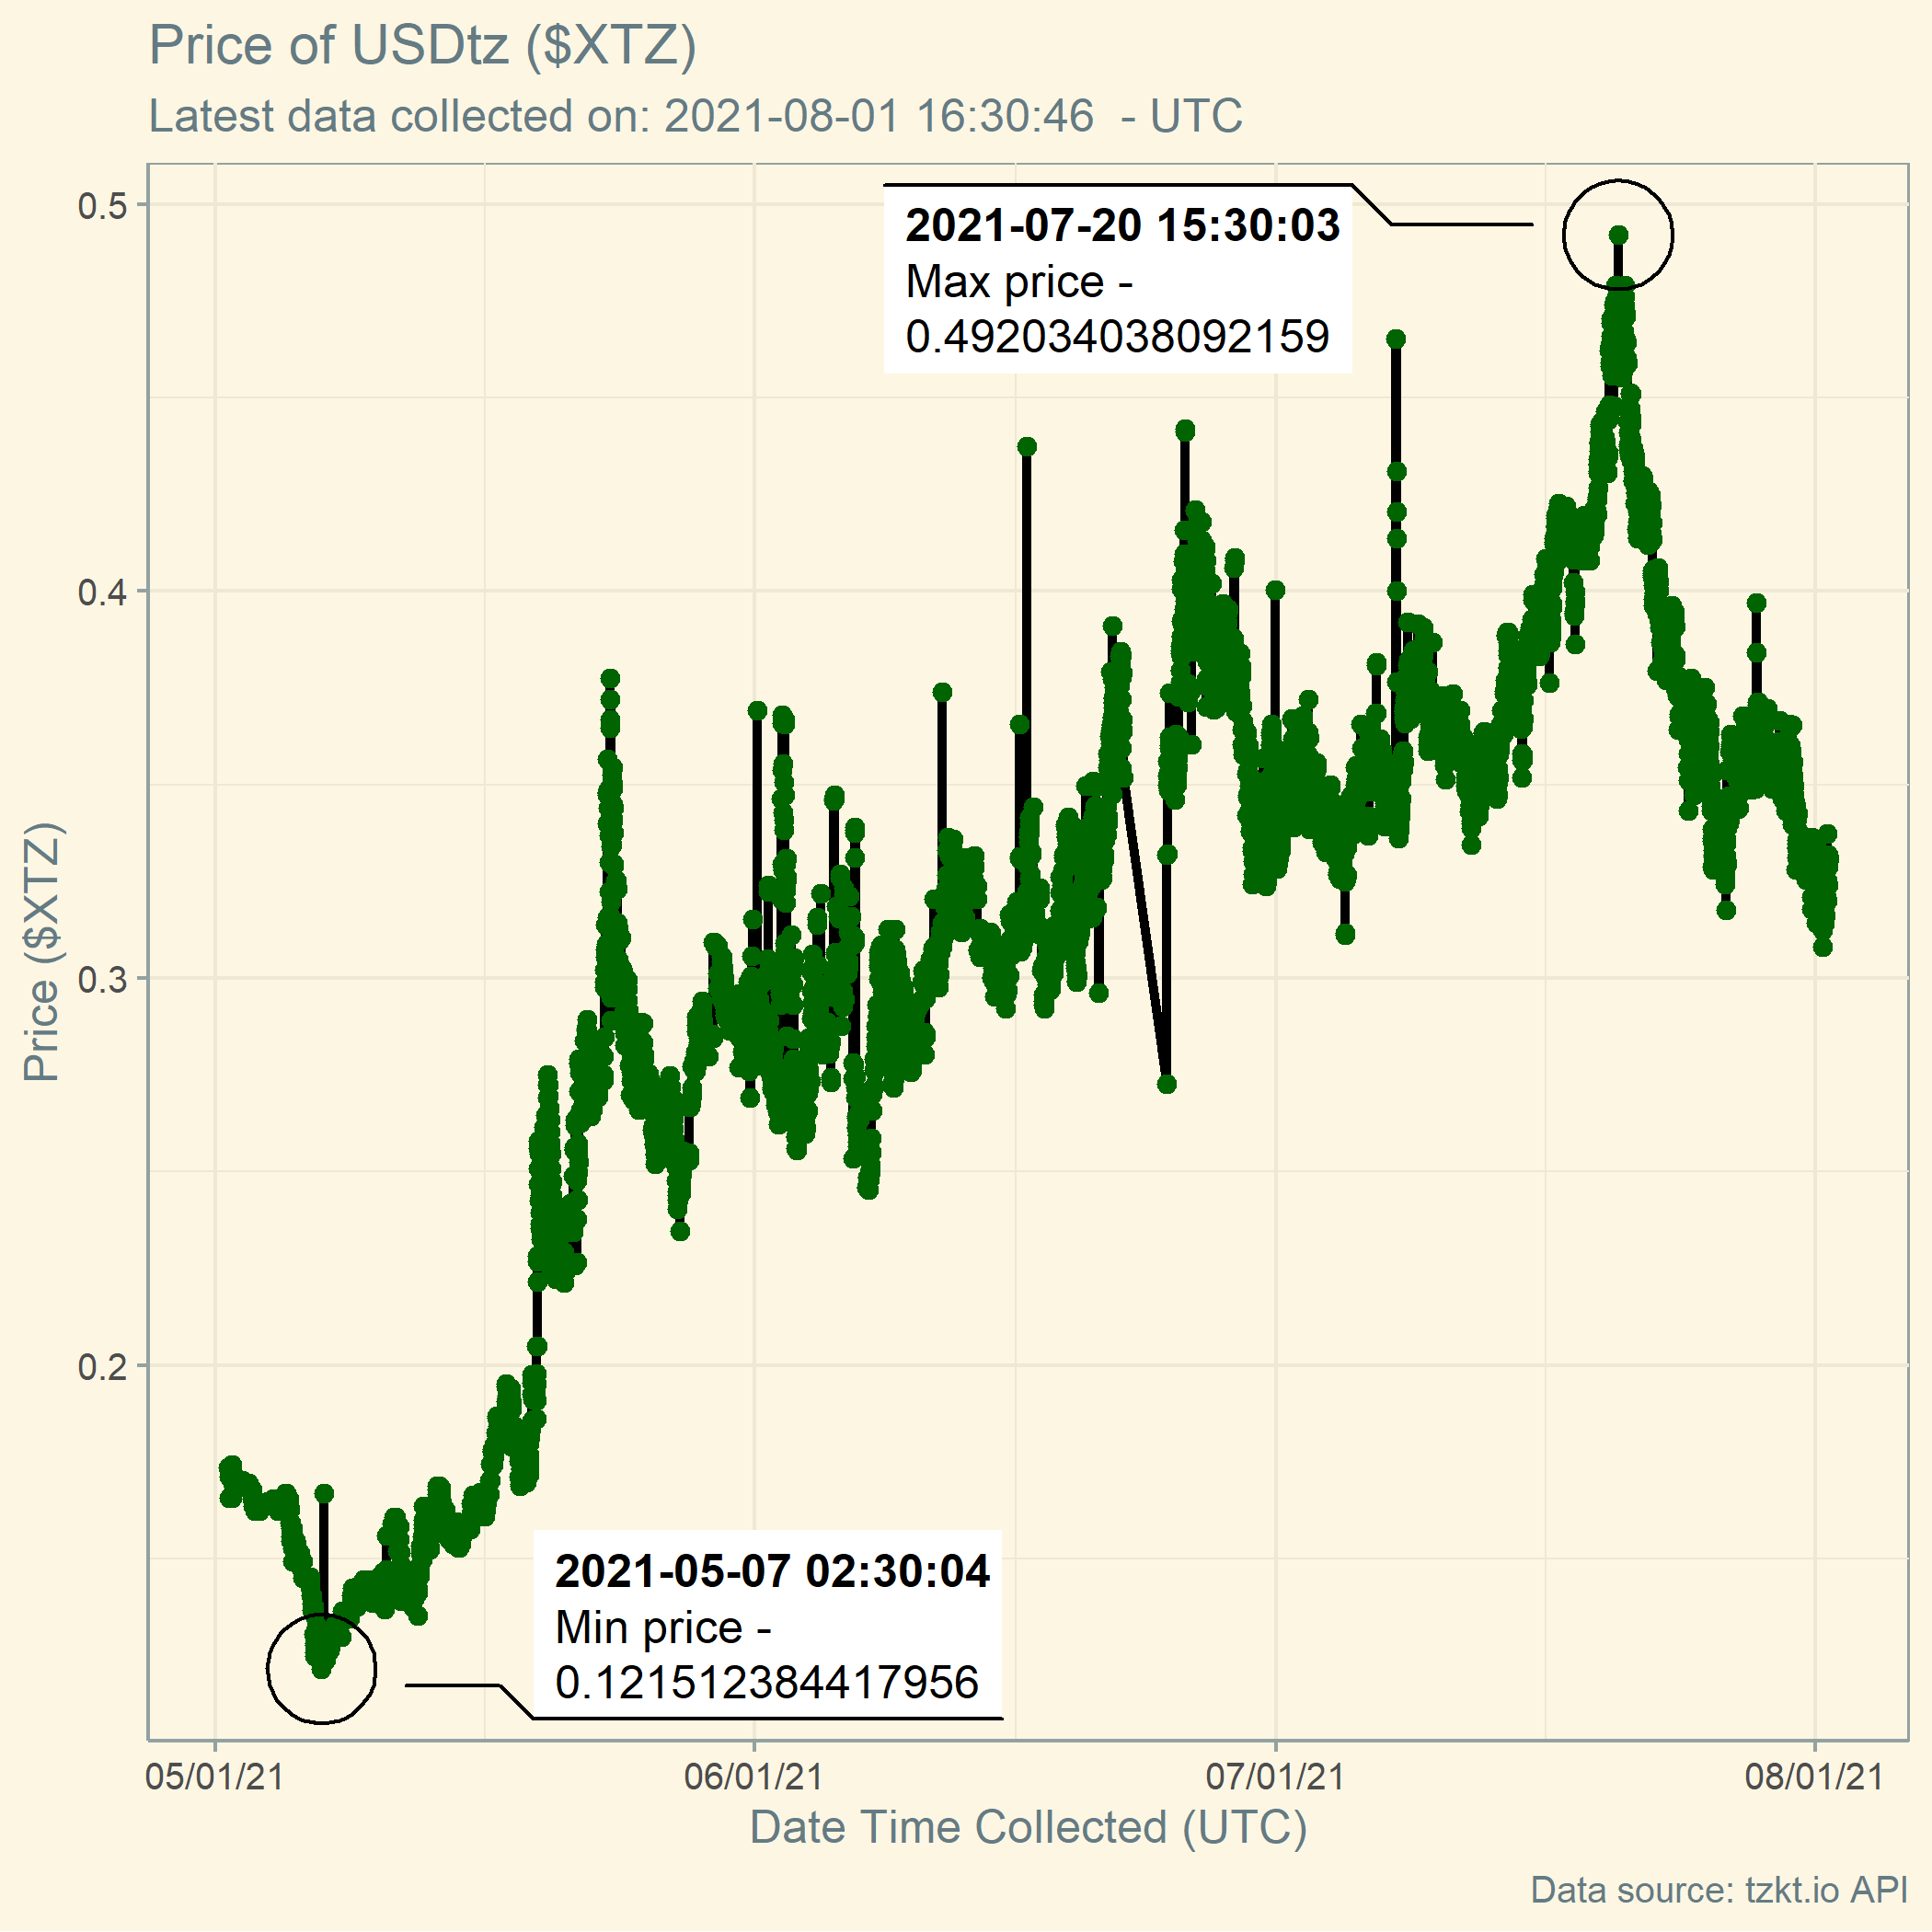 Price of USDtz ($XTZ)
Latest data collected on: 2021-08-01 16:30:46  - UTC
0.5
0.4
0.3
0.2
Price ($XTZ)
2021-07-20 15:30:03
Max price -
0.492034038092159
2021-05-07 02:30:04
Min price -
0.121512384417956
05/01/21
06/01/21
07/01/21
08/01/21
Date Time Collected (UTC)
Data source: tzkt.io API